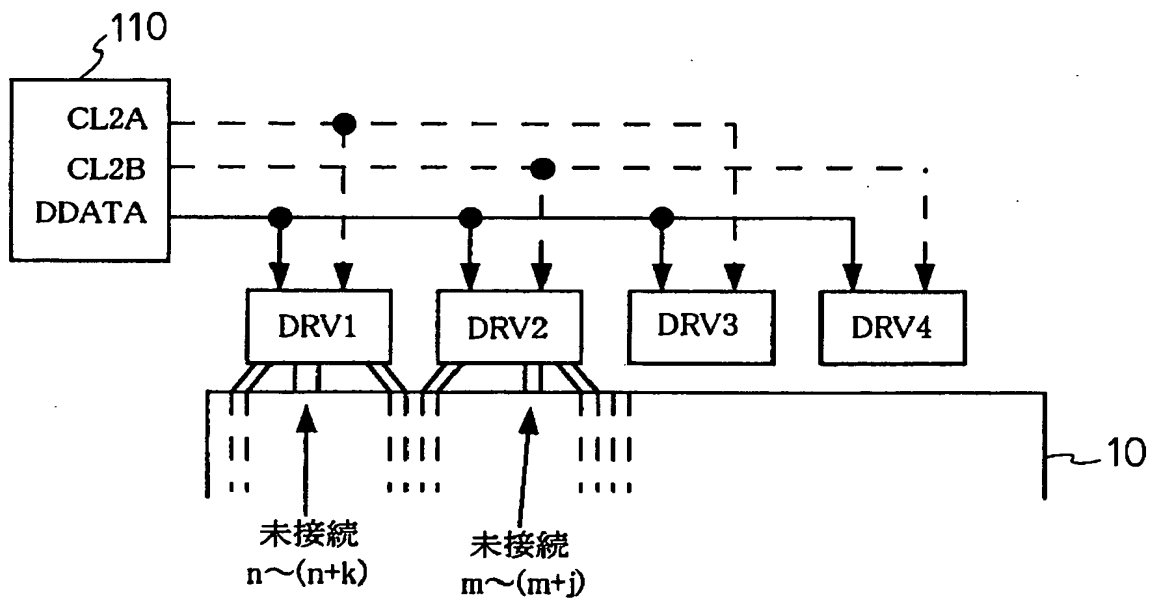 110
CL2A
CL2B
DDATA
DRV1
DRV2
DRV3
DRV4
10
未接続
n～(n+k)
未接続
m～(m+j)